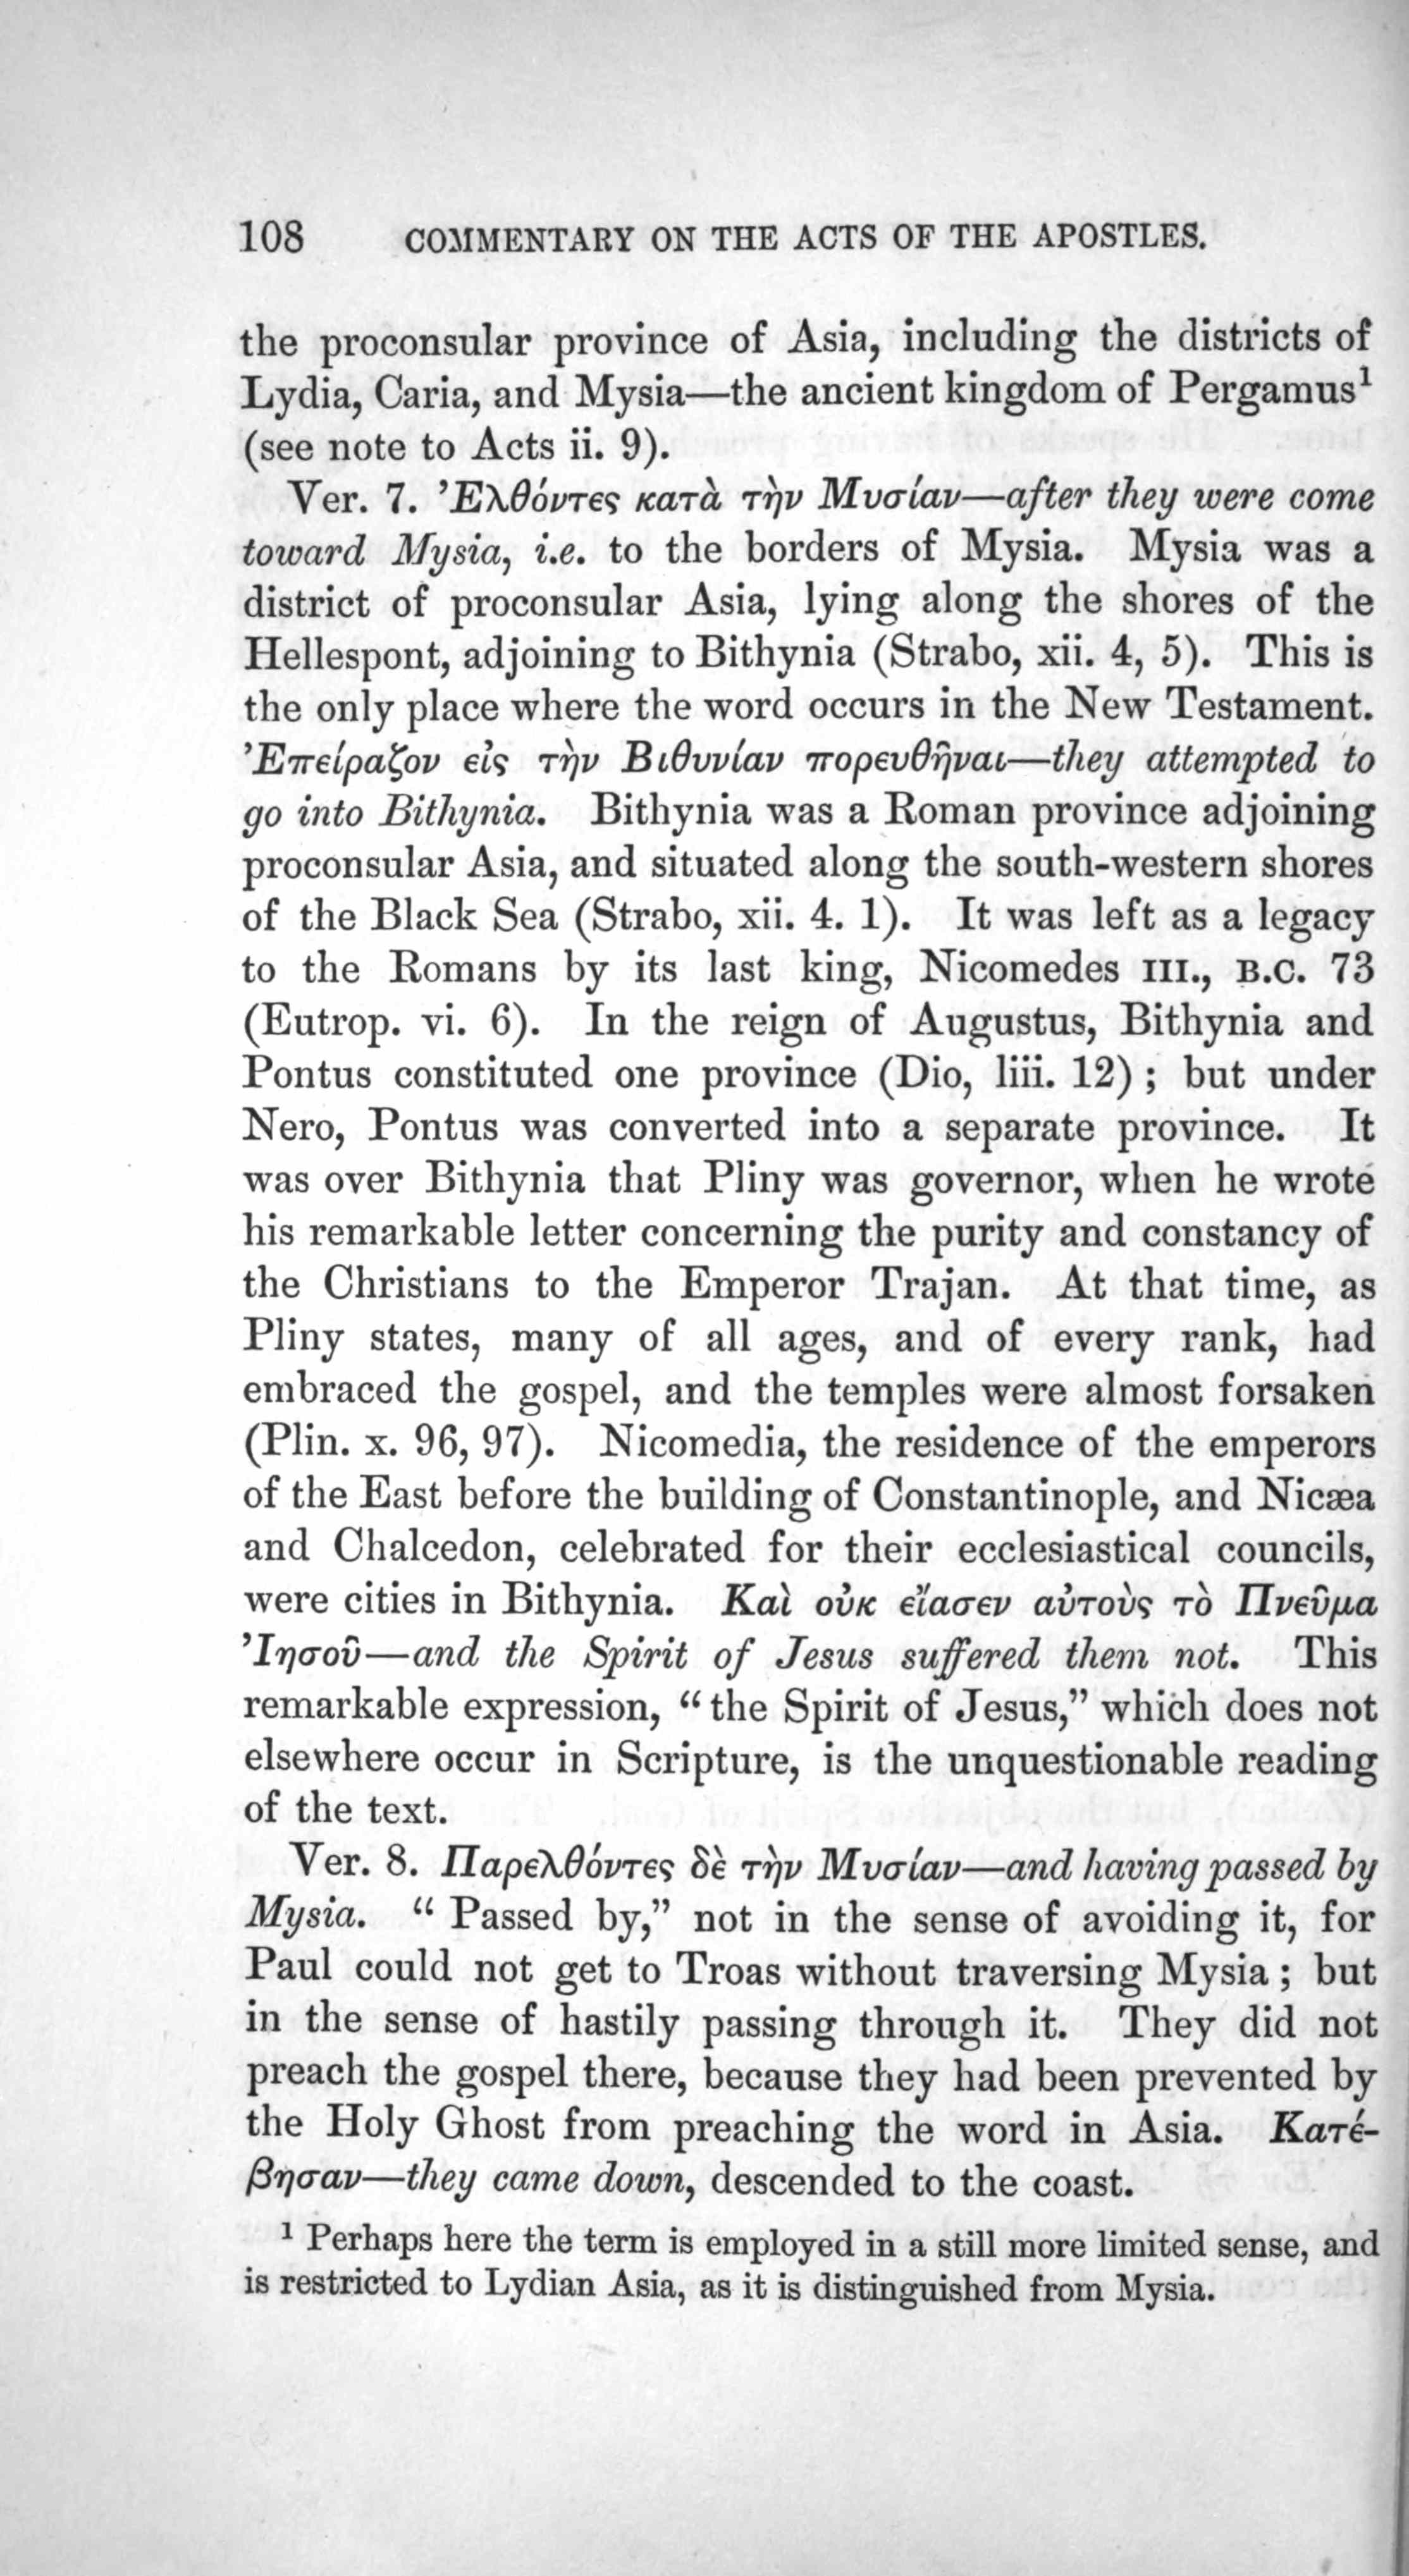 108 COMMENTARY ON THE ACTS OF THE APOSTLES.
the proconsular province of Asia, including the districts of
Lydia, Caria, and Mysia—the ancient kingdom of Pergamus¹
(see note to Acts ii. 9).
Ver. 7. Ἐλθόντες κατὰ τὴν Μυσίαν—after they were come
toward Mysia, i.e. to the borders of Mysia. Mysia was a
district of proconsular Asia, lying along the shores of the
Hellespont, adjoining to Bithynia (Strabo, xii. 4, 5). This is
the only place where the word occurs in the New Testament.
Ἐπείραζον εἰς τὴν Βιθυνίαν πορευθῆναι—they attempted to
go into Bithynia. Bithynia was a Roman province adjoining
proconsular Asia, and situated along the south-western shores
of the Black Sea (Strabo, xii. 4. 1). It was left as a legacy
to the Romans by its last king, Nicomedes III., B.C. 73
(Eutrop. vi. 6). In the reign of Augustus, Bithynia and
Pontus constituted one province (Dio, liii. 12); but under
Nero, Pontus was converted into a separate province. It
was over Bithynia that Pliny was governor, when he wrote
his remarkable letter concerning the purity and constancy of
the Christians to the Emperor Trajan. At that time, as
Pliny states, many of all ages, and of every rank, had
embraced the gospel, and the temples were almost forsaken
(Plin. x. 96, 97). Nicomedia, the residence of the emperors
of the East before the building of Constantinople, and Nicæa
and Chalcedon, celebrated for their ecclesiastical councils,
were cities in Bithynia. Καὶ οὐκ εἴασεν αὐτοὺς τὸ Πνεῦμα
Ἰησοῦ—and the Spirit of Jesus suffered them not. This
remarkable expression, “the Spirit of Jesus,” which does not
elsewhere occur in Scripture, is the unquestionable reading
of the text.
Ver. 8. Παρελθόντες δὲ τὴν Μυσίαν—and having passed by
Mysia. “Passed by,” not in the sense of avoiding it, for
Paul could not get to Troas without traversing Mysia; but
in the sense of hastily passing through it. They did not
preach the gospel there, because they had been prevented by
the Holy Ghost from preaching the word in Asia. Κατέ-
βησαν—they came down, descended to the coast.
¹ Perhaps here the term is employed in a still more limited sense, and
is restricted to Lydian Asia, as it is distinguished from Mysia.